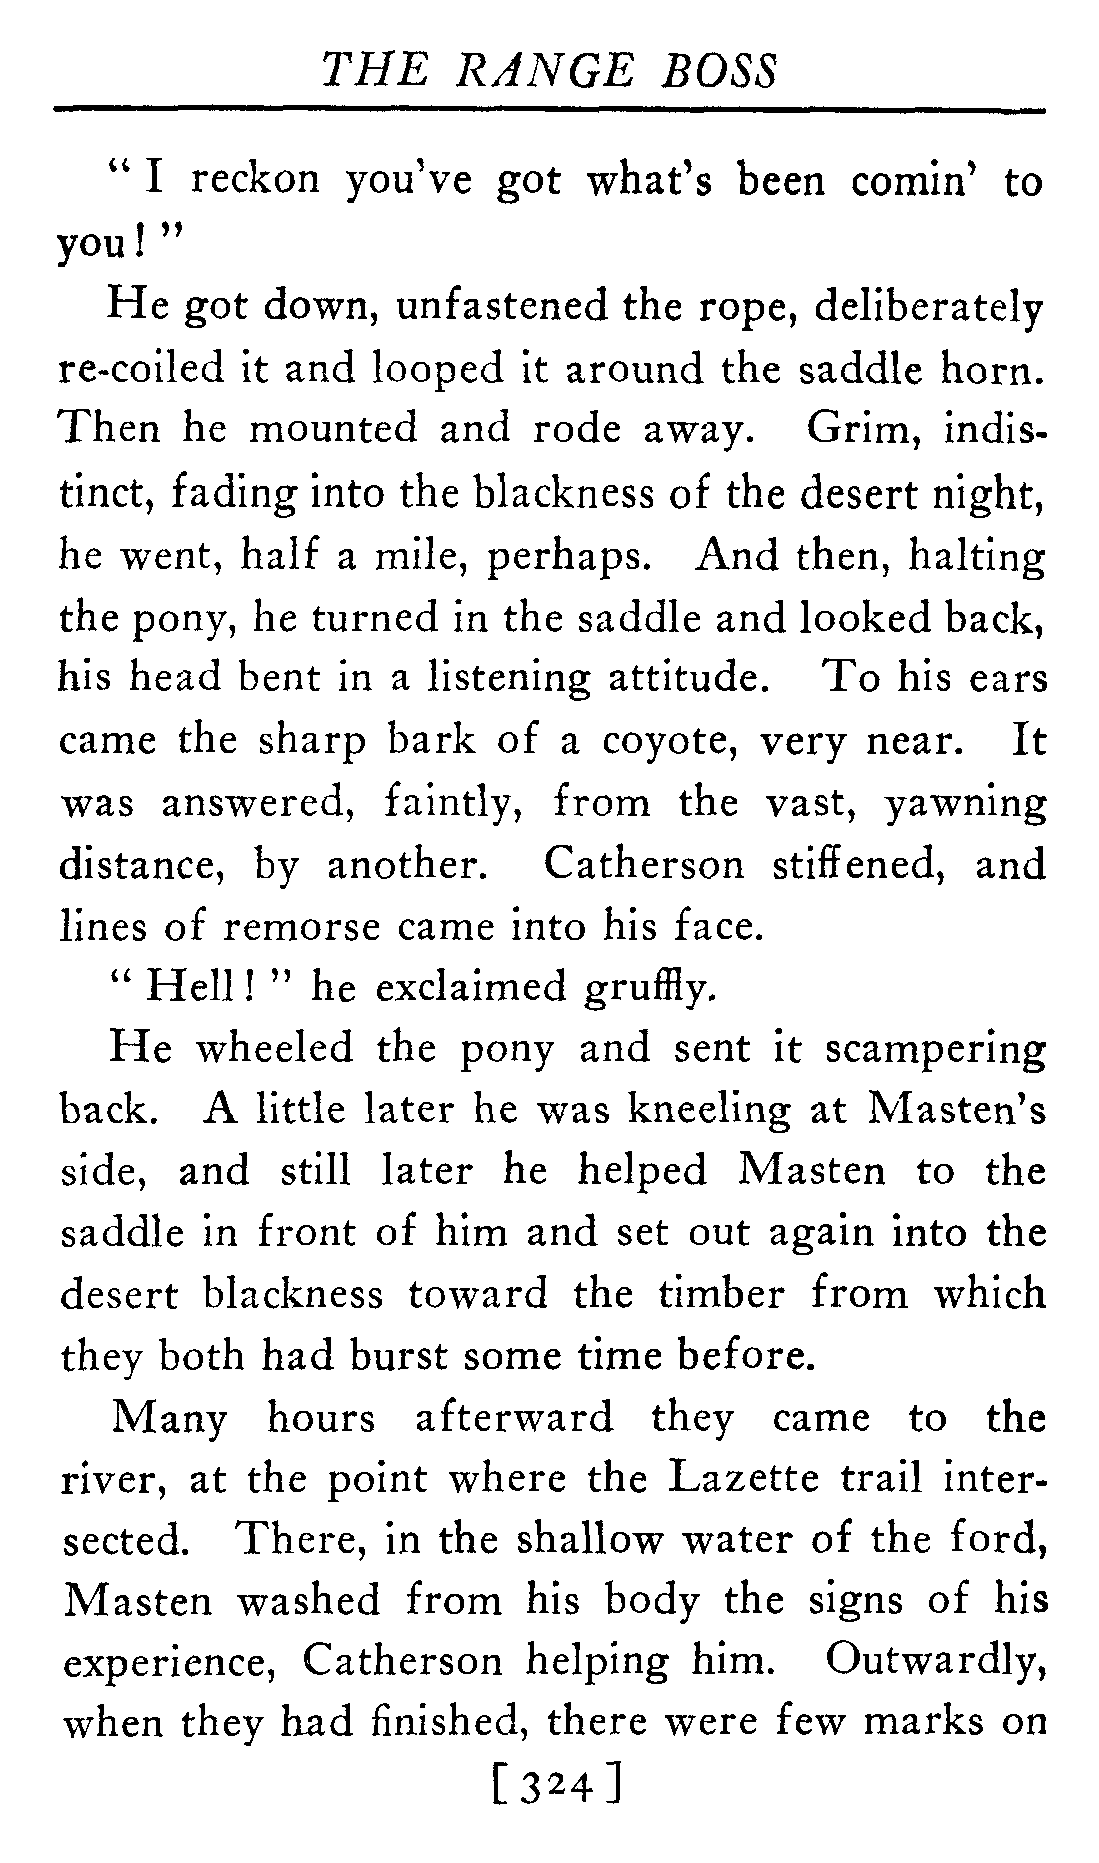 THE RANGE BOSS
“ I reckon you’ve got what’s been comin’ to
you! ”
He got down, unfastened the rope, deliberately
re-coiled it and looped it around the saddle horn.
Then he mounted and rode away. Grim, indis-
tinct, fading into the blackness of the desert night,
he went, half a mile, perhaps. And then, halting
the pony, he turned in the saddle and looked back,
his head bent in a listening attitude. To his ears
came the sharp bark of a coyote, very near. It
was answered, faintly, from the vast, yawning
distance, by another. Catherson stiffened, and
lines of remorse came into his face.
“ Hell! ” he exclaimed gruffly.
He wheeled the pony and sent it scampering
back. A little later he was kneeling at Masten’s
side, and still later he helped Masten to the
saddle in front of him and set out again into the
desert blackness toward the timber from which
they both had burst some time before.
Many hours afterward they came to the
river, at the point where the Lazette trail inter-
sected. There, in the shallow water of the ford,
Masten washed from his body the signs of his
experience, Catherson helping him. Outwardly,
when they had finished, there were few marks on
[ 324 ]